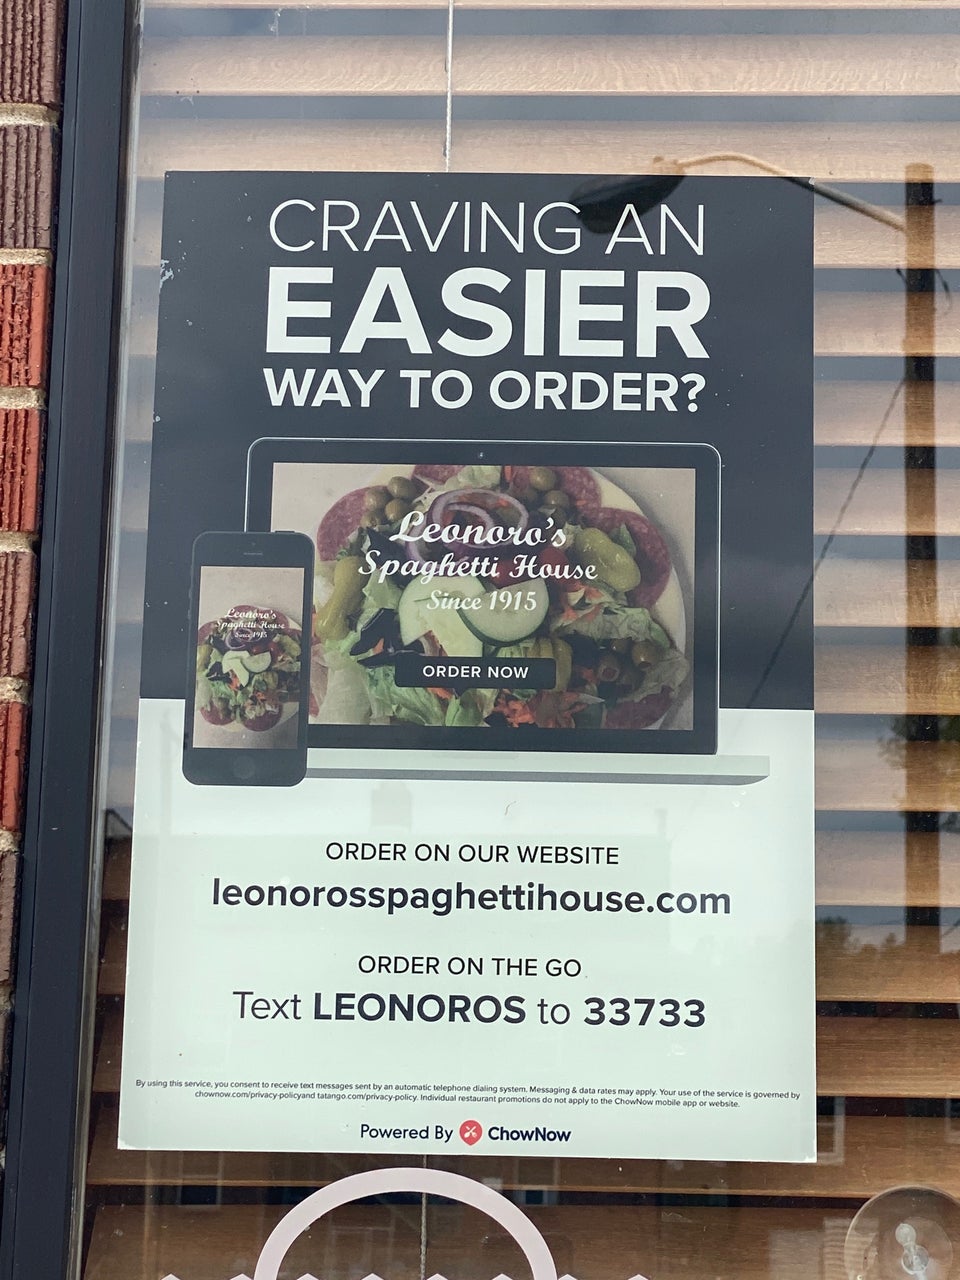 CRAVING AN
EASIER
WAY TO ORDER?
Leonoro's
Spaghetti House
Since 1915
ORDER NOW
Leonoro's
Spaghetti House
Since 1915
ORDER ON OUR WEBSITE
leonorosspaghettihouse.com
ORDER ON THE GO
Text LEONOROS to 33733
By using this service, you consent to receive text messages sent by an automatic telephone dialing system. Messaging & data rates may apply. Your use of the service is governed by
chownow.com/privacy-policyand tatango.com/privacy-policy. Individual restaurant promotions do not apply to the ChowNow mobile app or website.
Powered By ChowNow